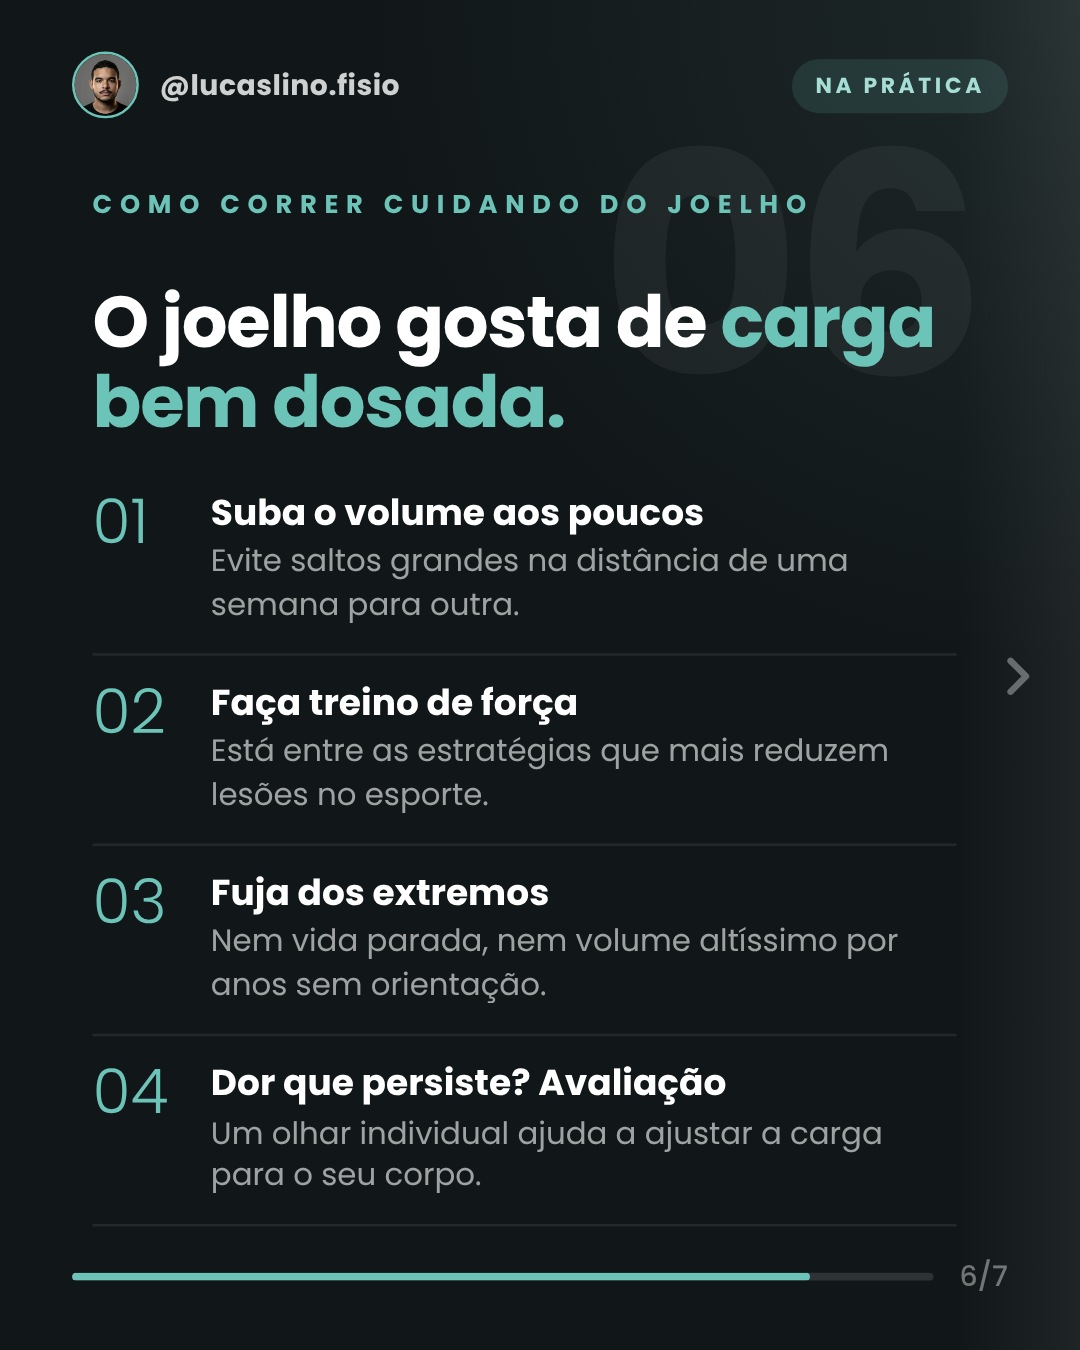 @lucaslino.fisio
NA PRÁTICA
06
COMO CORRER CUIDANDO DO JOELHO
O joelho gosta de carga
bem dosada.
01
Suba o volume aos poucos
Evite saltos grandes na distância de uma
semana para outra.
02
Faça treino de força
Está entre as estratégias que mais reduzem
lesões no esporte.
03
Fuja dos extremos
Nem vida parada, nem volume altíssimo por
anos sem orientação.
04
Dor que persiste? Avaliação
Um olhar individual ajuda a ajustar a carga
para o seu corpo.
6/7